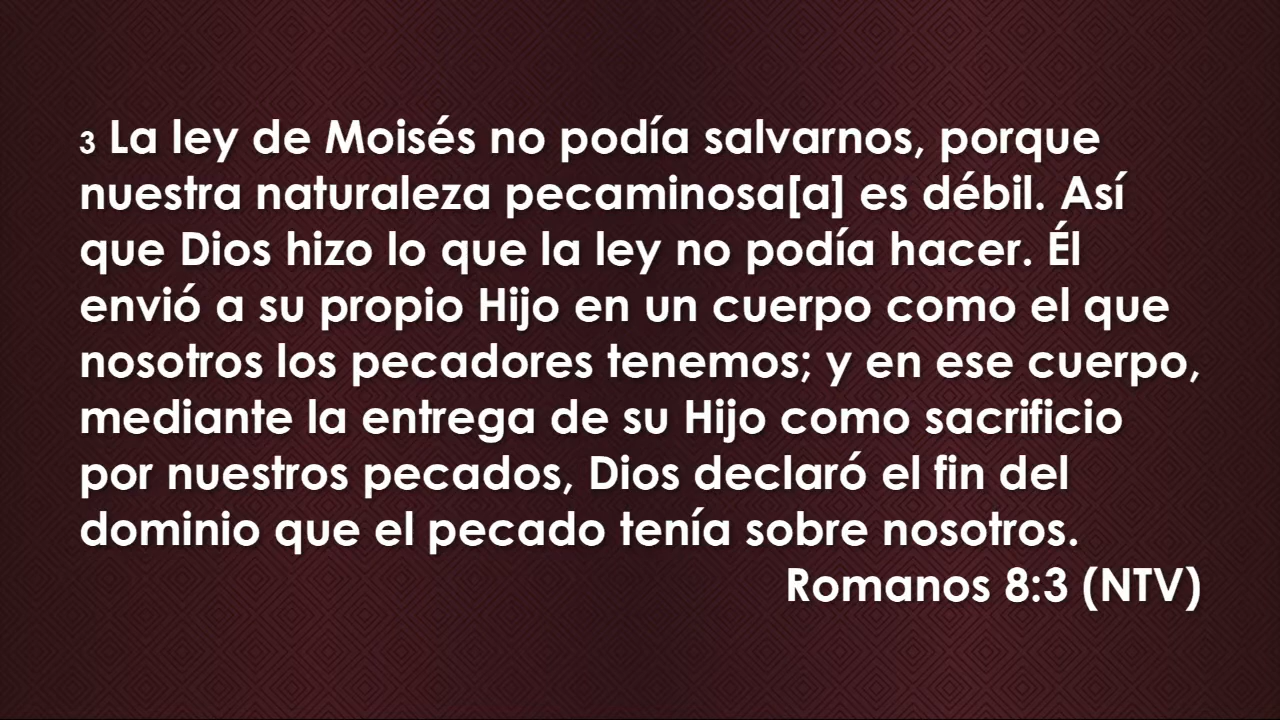 3 La ley de Moisés no podía salvarnos, porque
nuestra naturaleza pecaminosa[a] es débil. Así
que Dios hizo lo que la ley no podía hacer. Él
envió a su propio Hijo en un cuerpo como el que
nosotros los pecadores tenemos; y en ese cuerpo,
mediante la entrega de su Hijo como sacrificio
por nuestros pecados, Dios declaró el fin del
dominio que el pecado tenía sobre nosotros.
Romanos 8:3 (NTV)